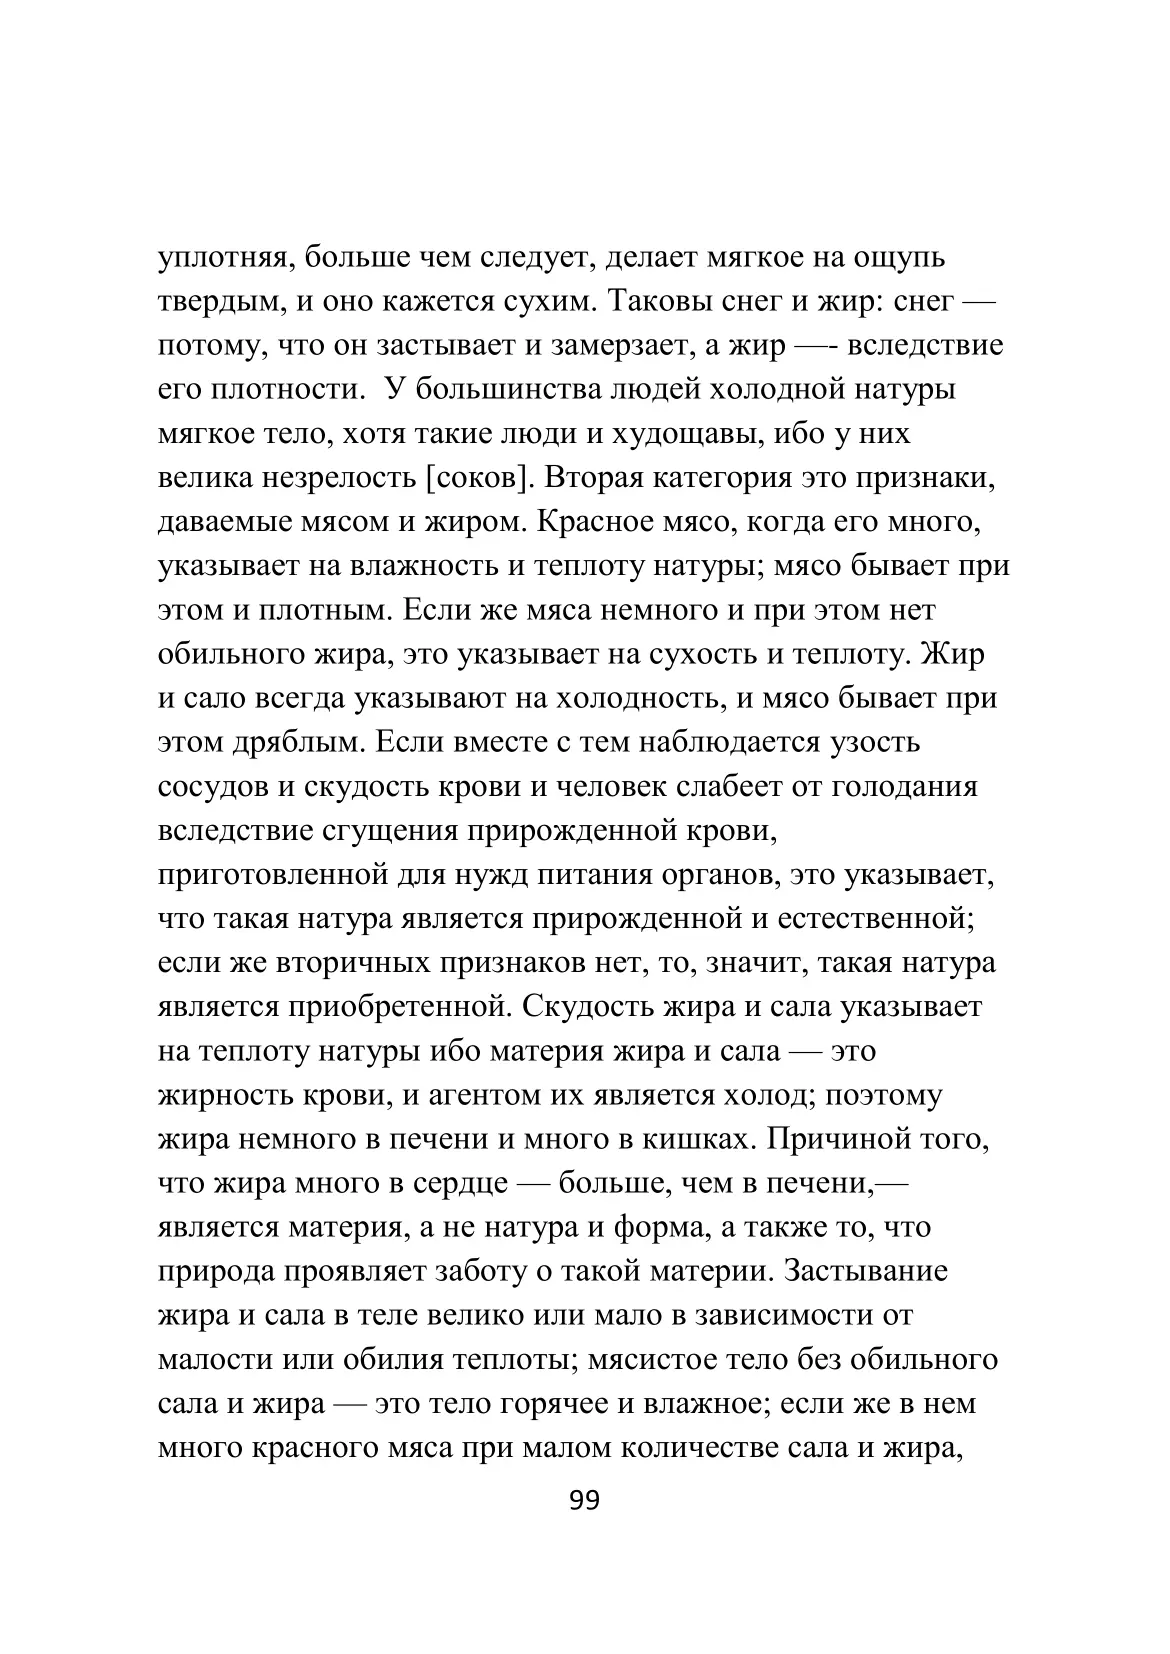 уплотняя, больше чем следует, делает мягкое на ощупь
твердым, и оно кажется сухим. Таковы снег и жир: снег —
потому, что он застывает и замерзает, а жир —- вследствие
его плотности.  У большинства людей холодной натуры
мягкое тело, хотя такие люди и худощавы, ибо у них
велика незрелость [соков]. Вторая категория это признаки,
даваемые мясом и жиром. Красное мясо, когда его много,
указывает на влажность и теплоту натуры; мясо бывает при
этом и плотным. Если же мяса немного и при этом нет
обильного жира, это указывает на сухость и теплоту. Жир
и сало всегда указывают на холодность, и мясо бывает при
этом дряблым. Если вместе с тем наблюдается узость
сосудов и скудость крови и человек слабеет от голодания
вследствие сгущения прирожденной крови,
приготовленной для нужд питания органов, это указывает,
что такая натура является прирожденной и естественной;
если же вторичных признаков нет, то, значит, такая натура
является приобретенной. Скудость жира и сала указывает
на теплоту натуры ибо материя жира и сала — это
жирность крови, и агентом их является холод; поэтому
жира немного в печени и много в кишках. Причиной того,
что жира много в сердце — больше, чем в печени,—
является материя, а не натура и форма, а также то, что
природа проявляет заботу о такой материи. Застывание
жира и сала в теле велико или мало в зависимости от
малости или обилия теплоты; мясистое тело без обильного
сала и жира — это тело горячее и влажное; если же в нем
много красного мяса при малом количестве сала и жира,
99